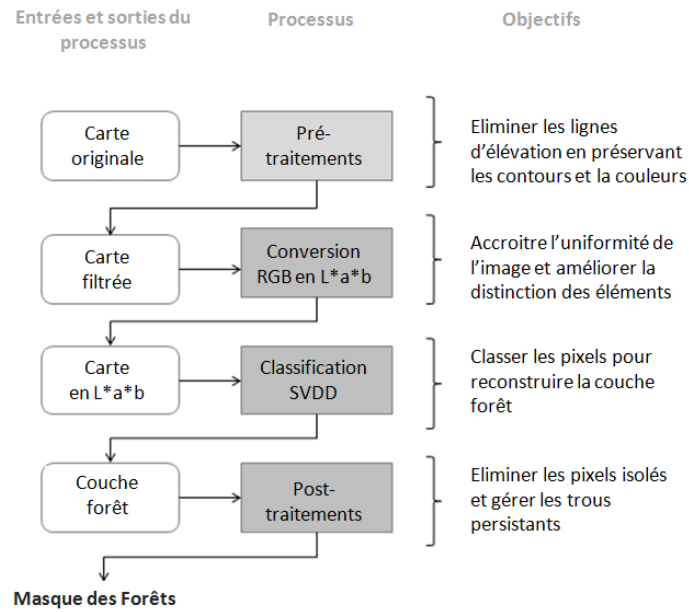 Entrées et sorties du
processus
Processus
Objectifs
Carte
originale
Pré-
traitements
Eliminer les lignes
d'élévation en préservant
les contours et la couleurs
Carte
filtrée
Conversion
RGB en L*a*b
Accroitre l'uniformité de
l'image et améliorer la
distinction des éléments
Carte
en L*a*b
Classification
SVDD
Classer les pixels pour
reconstruire la couche
forêt
Couche
forêt
Post-
traitements
Eliminer les pixels isolés
et gérer les trous
persistants
Masque des Forêts